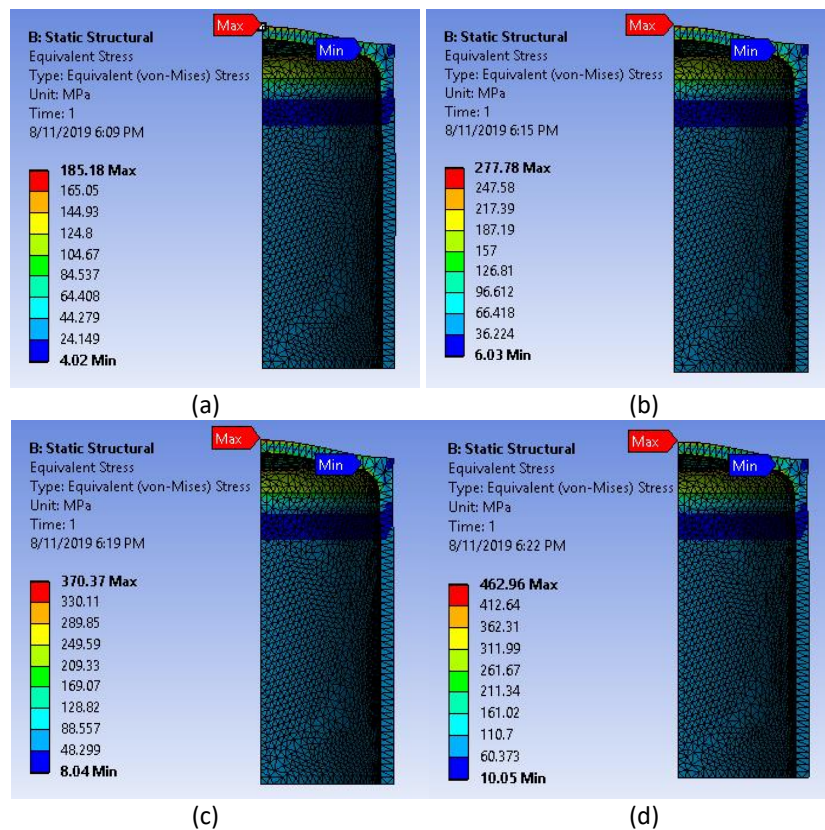 Max
Min
B: Static Structural
Equivalent Stress
Type: Equivalent (von-Mises) Stress
Unit: MPa
Time: 1
8/11/2019 6:09 PM
185.18 Max
165.05
144.93
124.8
104.67
84.537
64.408
44.279
24.149
4.02 Min
(a)
Max
Min
B: Static Structural
Equivalent Stress
Type: Equivalent (von-Mises) Stress
Unit: MPa
Time: 1
8/11/2019 6:15 PM
277.78 Max
247.58
217.39
187.19
157
126.81
96.612
66.418
36.224
6.03 Min
(b)
Max
Min
B: Static Structural
Equivalent Stress
Type: Equivalent (von-Mises) Stress
Unit: MPa
Time: 1
8/11/2019 6:19 PM
370.37 Max
330.11
289.85
249.59
209.33
169.07
128.82
88.557
48.299
8.04 Min
(c)
Max
Min
B: Static Structural
Equivalent Stress
Type: Equivalent (von-Mises) Stress
Unit: MPa
Time: 1
8/11/2019 6:22 PM
462.96 Max
412.64
362.31
311.99
261.67
211.34
161.02
110.7
60.373
10.05 Min
(d)